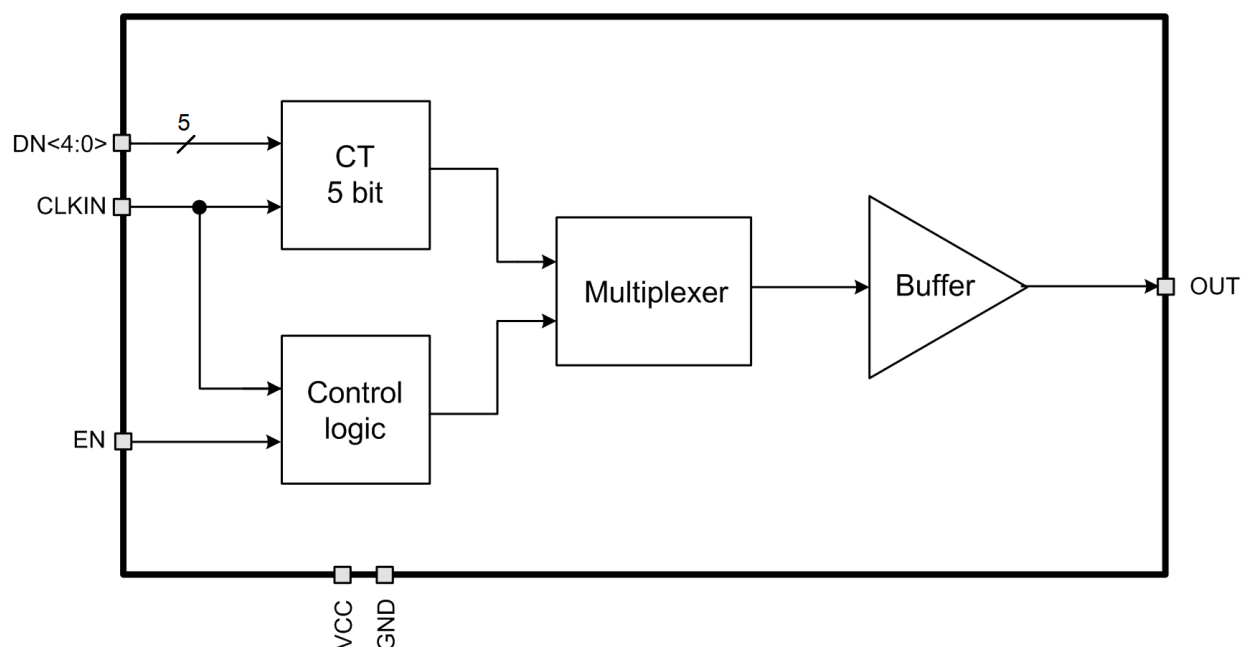 5
DN<4:0>
CT
5 bit
CLKIN
Multiplexer
Buffer
OUT
Control
logic
EN
VCC
GND